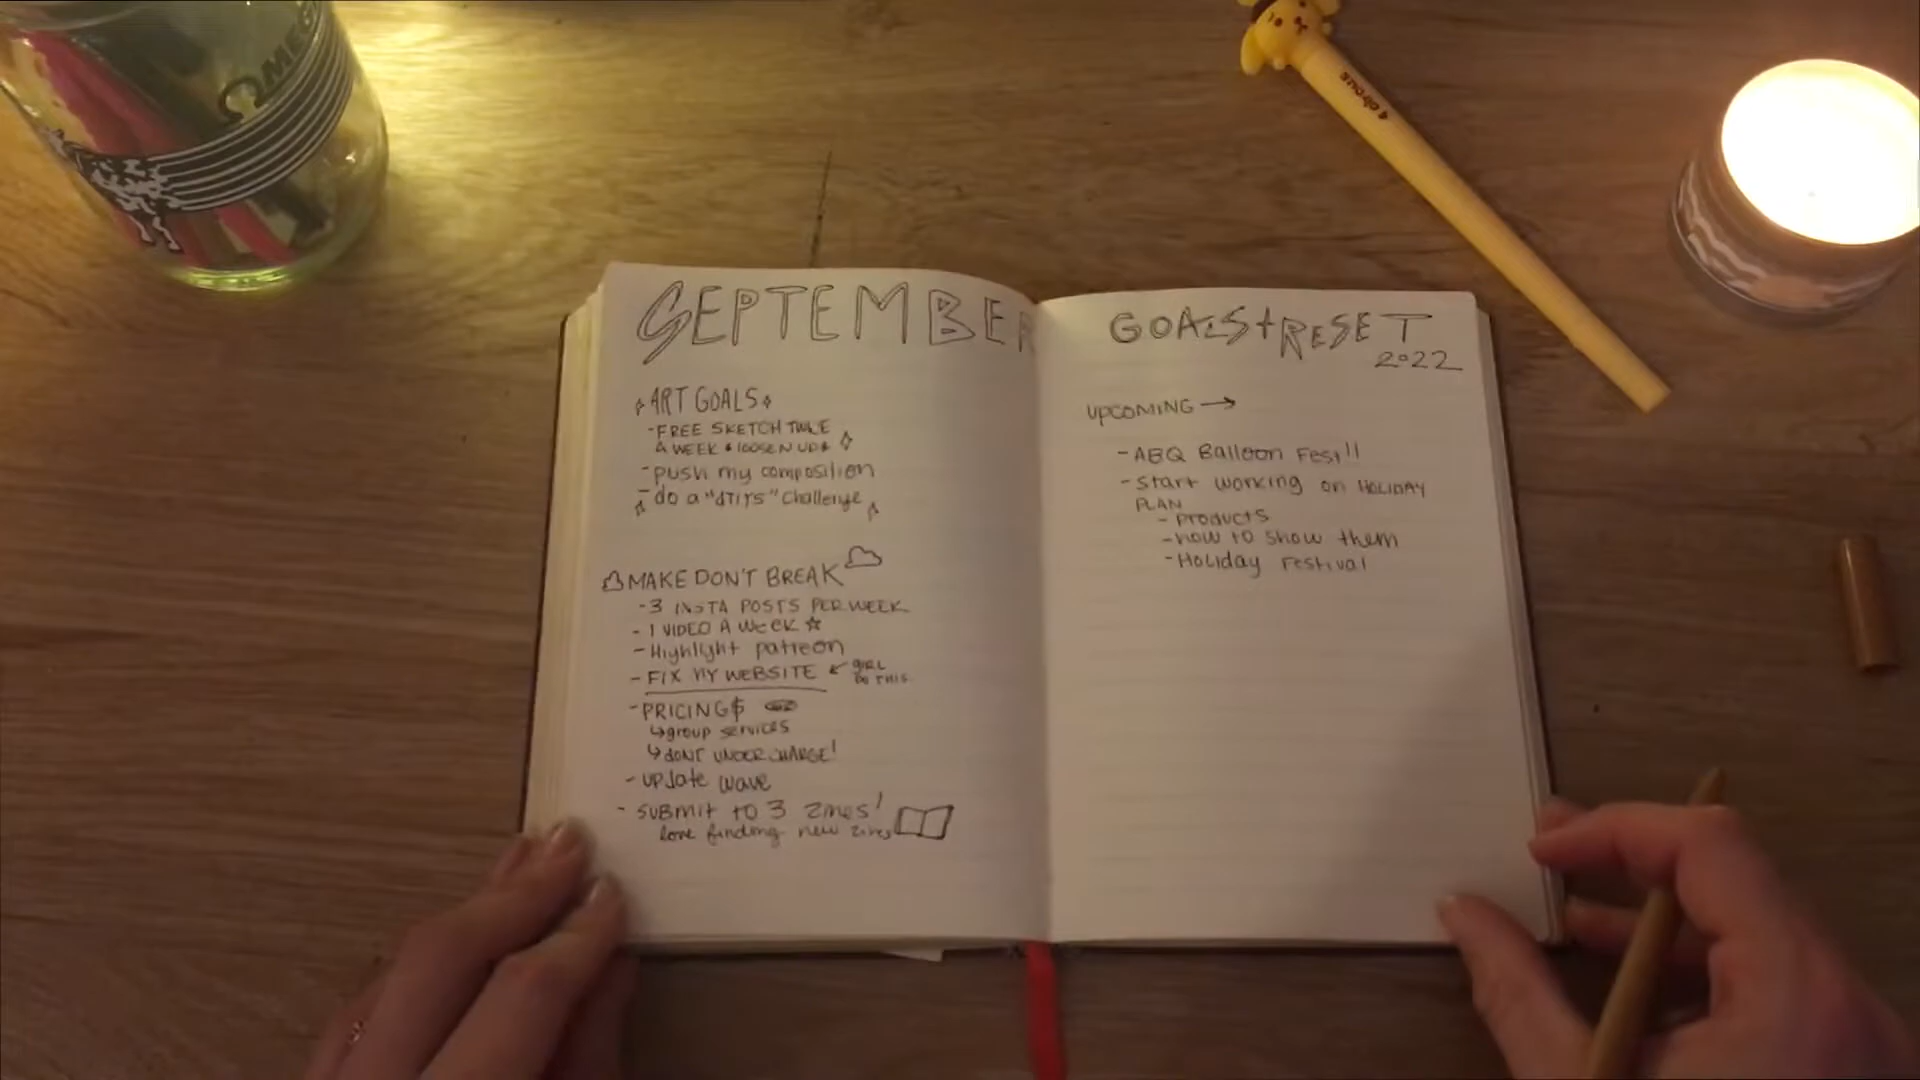 OMEG
SEPTEMBER
*ART GOALS*
-FREE SKETCH TWICE
A WEEK *LOOSEN UP*
-push my composition
-do a "dtiys" challenge
MAKE DON'T BREAK
-3 INSTA POSTS PER WEEK
-1 VIDEO A WEEK ☆
-Highlight patreon
-FIX MY WEBSITE ← GIRL
DO THIS
-PRICING$
↳group services
↳DONT UNDERCHARGE!
-update wave
-SUBMIT to 3 zines!
love finding new zines
GOALS+RESET
2022
UPCOMING →
-ABQ Balloon Fest!!
-Start working on HOLIDAY
PLAN
-Products
-how to show them
-Holiday Festival